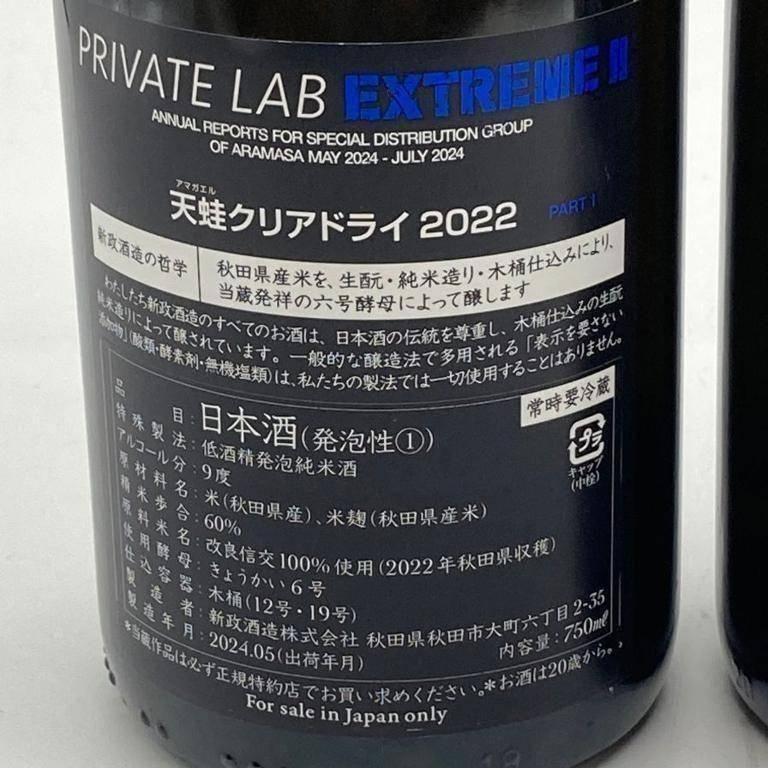 PRIVATE LAB EXTREME II
ANNUAL REPORTS FOR SPECIAL DISTRIBUTION GROUP
OF ARAMASA MAY 2024 - JULY 2024
アマガエル
天蛙クリアドライ 2022 PART I
新政酒造の哲学
秋田県産米を、生酛・純米造り・木桶仕込みにより、
当蔵発祥の六号酵母によって醸します
わたしたち新政酒造のすべてのお酒は、日本酒の伝統を尊重し、木桶仕込みの生酛
純米造りによって醸されています。一般的な醸造法で多用される「表示を要さない
添加物」(酸類・酵素剤・無機塩類)は、私たちの製法では一切使用することはありません。
常時要冷蔵
プラ
キャップ
(中栓)
品目:日本酒(発泡性①)
特殊製法:低酒精発泡純米酒
アルコール分:9度
原材料名:米(秋田県産)、米麹(秋田県産米)
精米歩合:60%
原料米名:改良信交100%使用(2022年秋田県収穫)
使用酵母:きょうかい6号
仕込容器:木桶(12号・19号)
製造者:新政酒造株式会社 秋田県秋田市大町六丁目2-35
製造年月:2024.05(出荷年月) 内容量:750mℓ
*当蔵作品は必ず正規特約店でお買い求めください。*お酒は20歳から。
For sale in Japan only